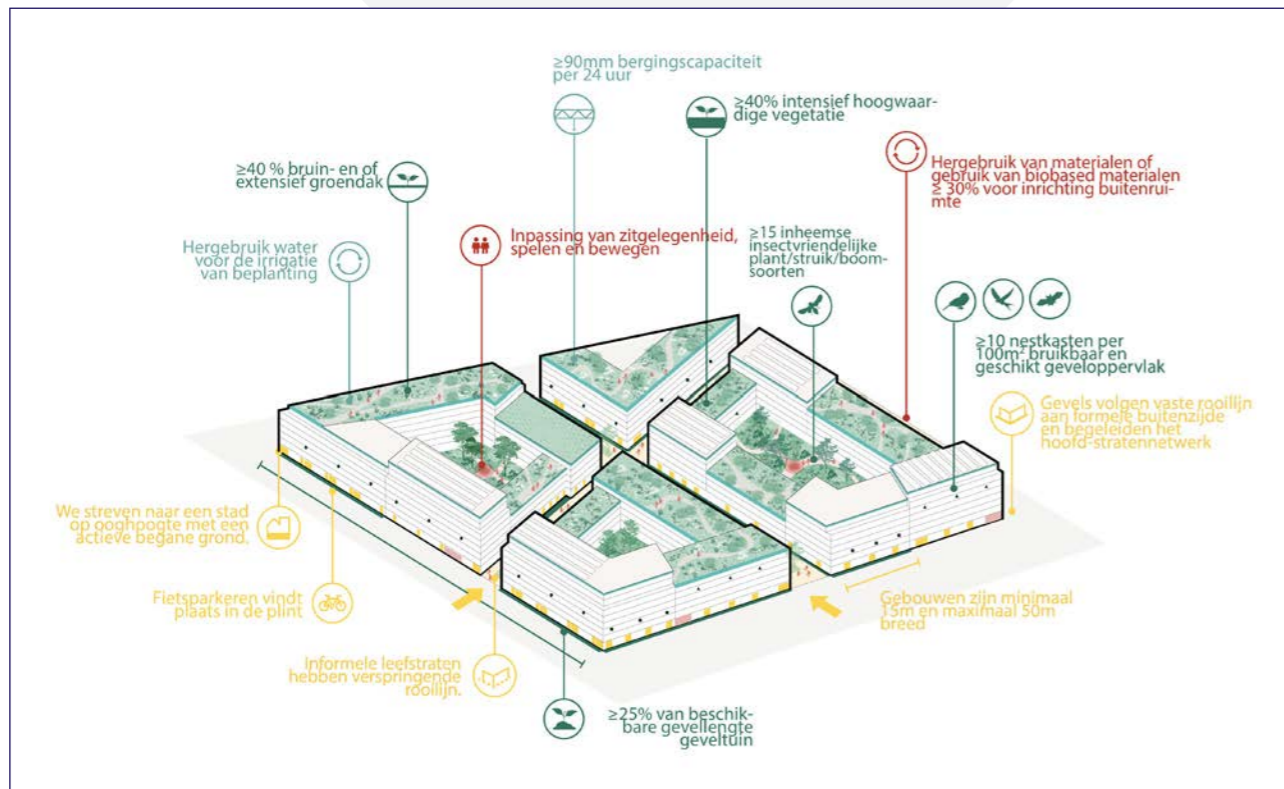 ≥90mm bergingscapaciteit
per 24 uur
≥40% intensief hoogwaar-
dige vegetatie
≥40 % bruin- en of
extensief groendak
Hergebruik van materialen of
gebruik van biobased materialen
≥ 30% voor inrichting buitenrui-
mte
Hergebruik water
voor de irrigatie
van beplanting
Inpassing van zitgelegenheid,
spelen en bewegen
≥15 inheemse
insectvriendelijke
plant/struik/boom-
soorten
≥10 nestkasten per
100m² bruikbaar en
geschikt geveloppervlak
Gevels volgen vaste rooilijn
aan formele buitenzijde
en begeleiden het
hoofd-stratennetwerk
We streven naar een stad
op ooghoogte met een
actieve begane grond.
Fietsparkeren vindt
plaats in de plint
Gebouwen zijn minimaal
15m en maximaal 50m
breed
Informele leefstraten
hebben verspringende
rooilijn.
≥25% van beschik-
bare gevellengte
geveltuin